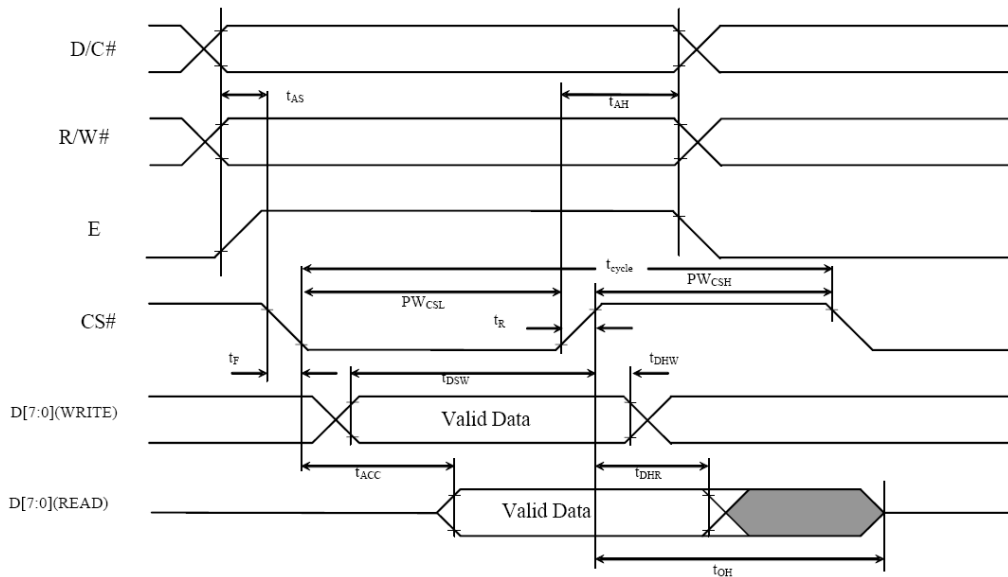 D/C#
tAS
tAH
R/W#
E
tcycle
PWCSL
PWCSH
CS#
tR
tF
tDSW
tDHW
D[7:0](WRITE)
Valid Data
tACC
tDHR
D[7:0](READ)
Valid Data
tOH